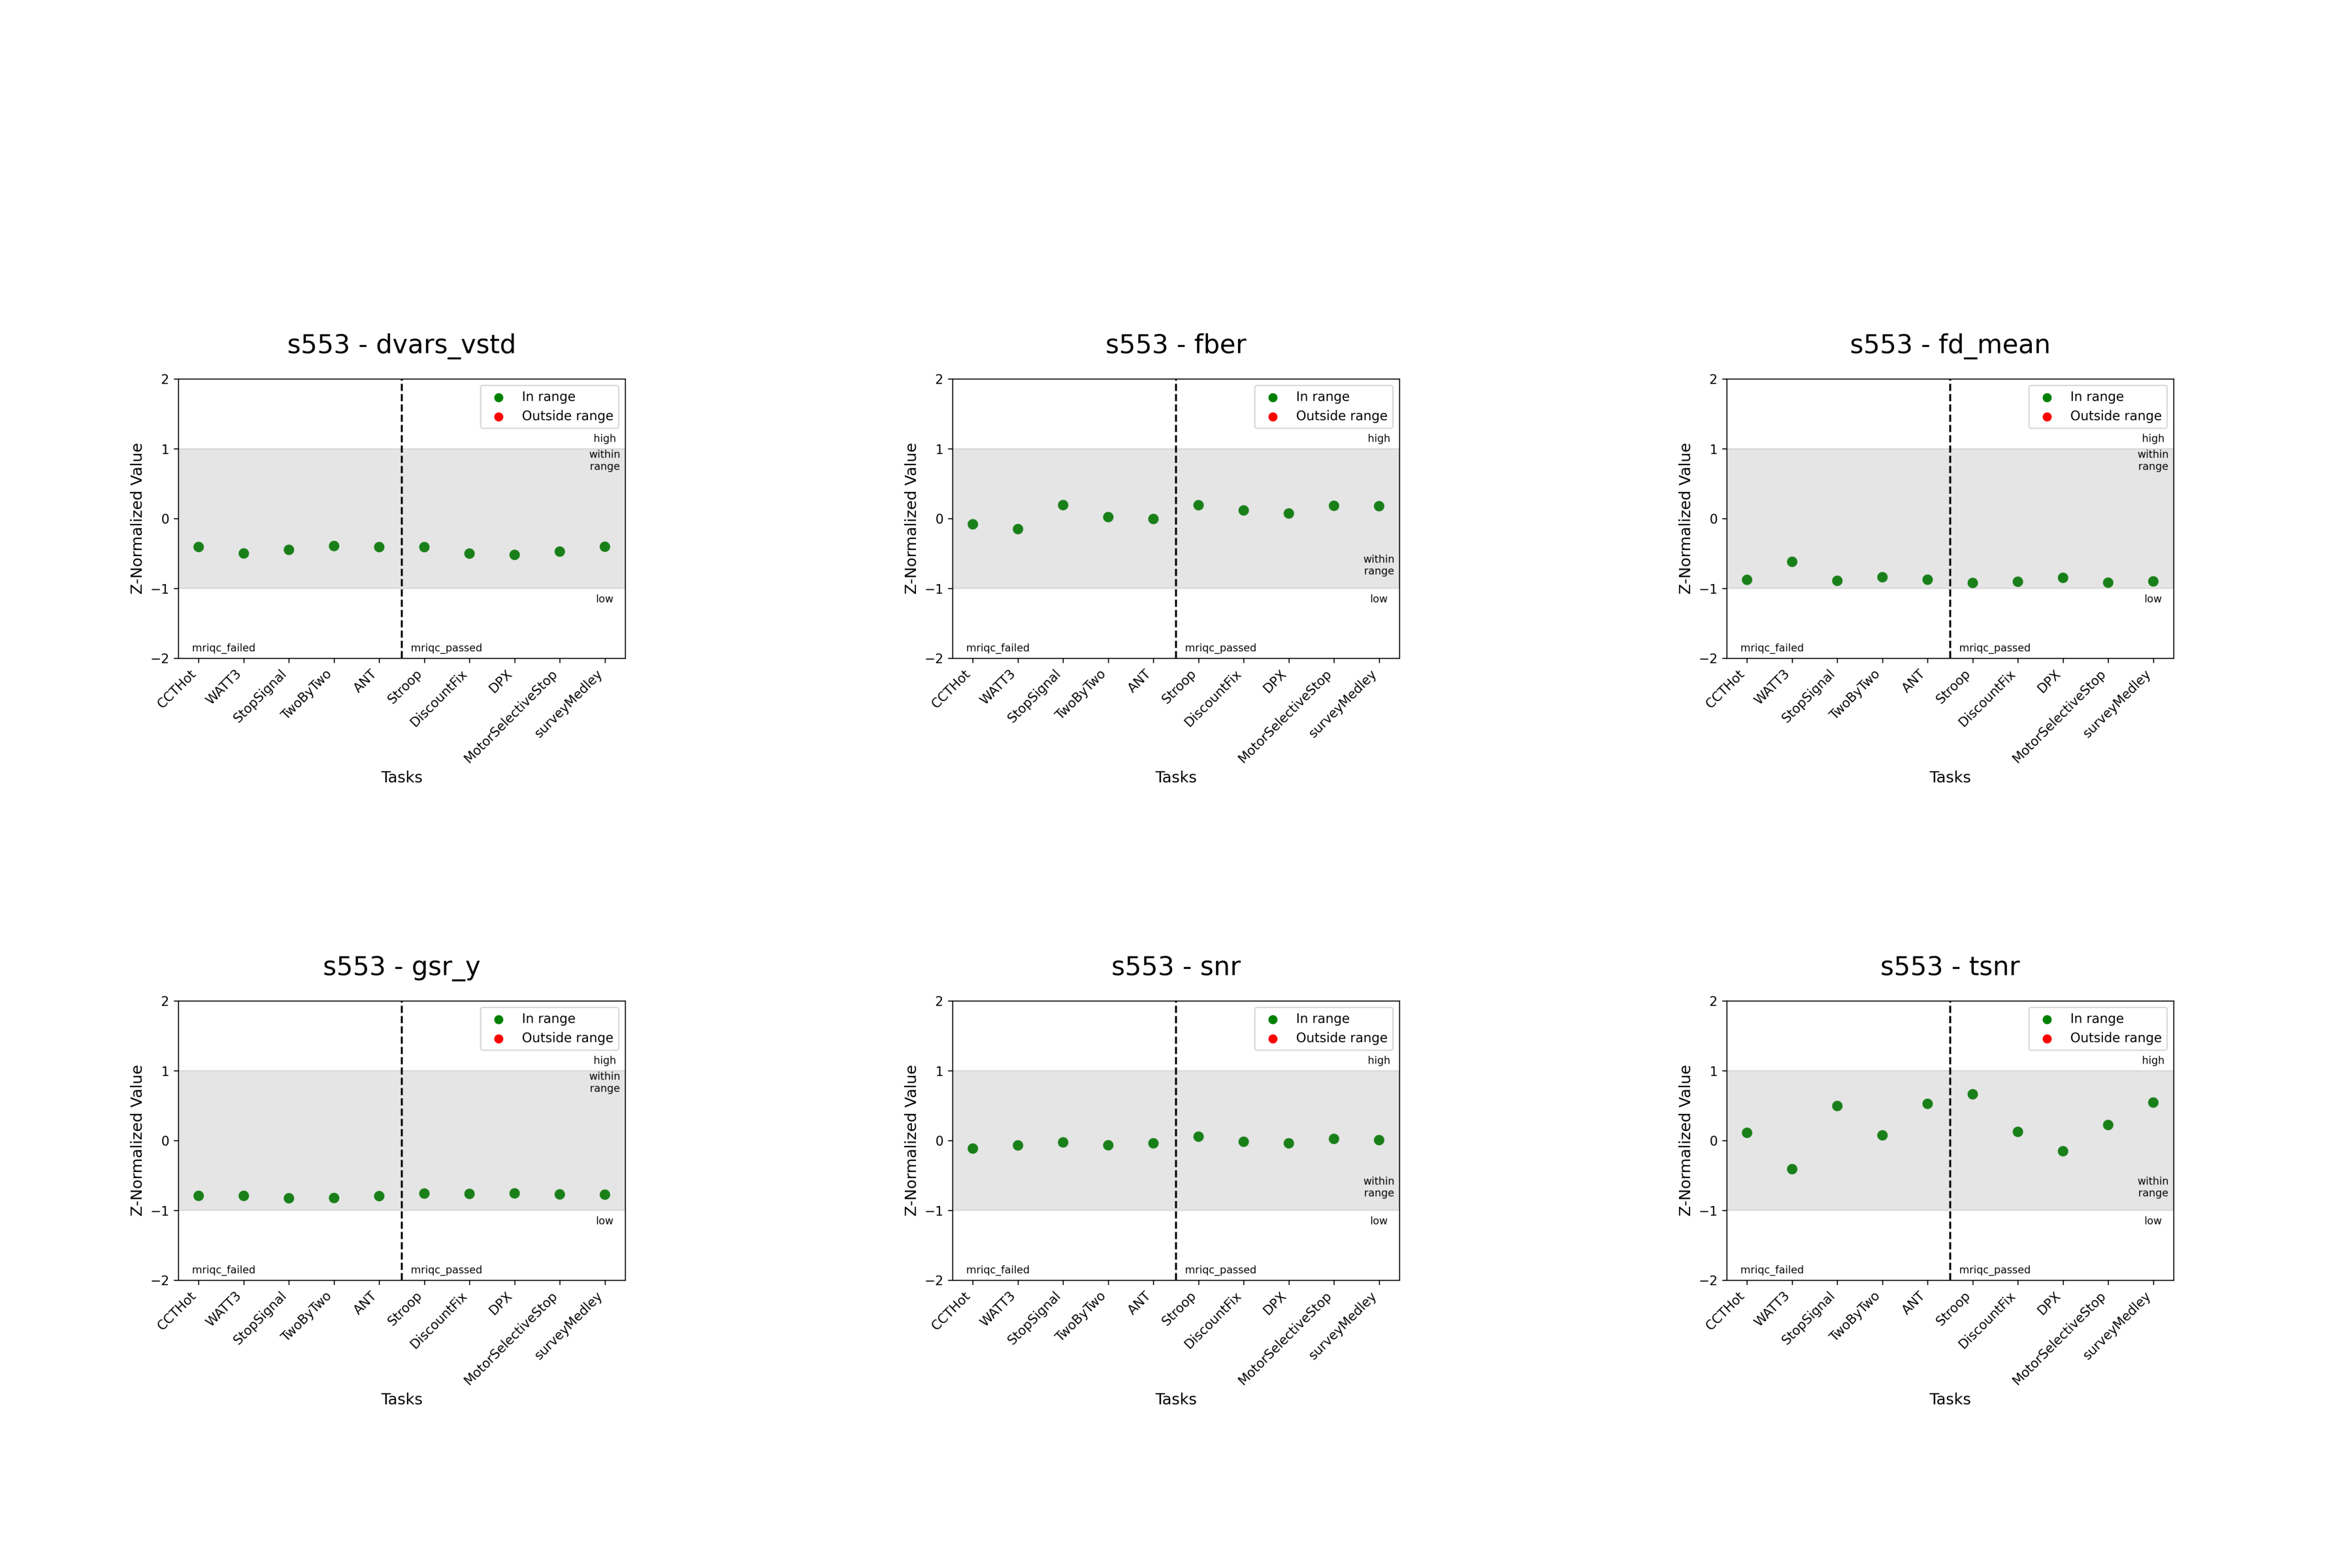 s553 - dvars_vstd
2
In range
Outside range
high
1
within
range
Z-Normalized Value
0
−1
low
mriqc_failed
mriqc_passed
−2
CCTHot
WATT3
StopSignal
TwoByTwo
ANT
Stroop
DiscountFix
DPX
MotorSelectiveStop
surveyMedley
Tasks
s553 - fber
2
In range
Outside range
high
1
Z-Normalized Value
0
within
range
−1
low
mriqc_failed
mriqc_passed
−2
CCTHot
WATT3
StopSignal
TwoByTwo
ANT
Stroop
DiscountFix
DPX
MotorSelectiveStop
surveyMedley
Tasks
s553 - fd_mean
2
In range
Outside range
high
1
within
range
Z-Normalized Value
0
−1
low
mriqc_failed
mriqc_passed
−2
CCTHot
WATT3
StopSignal
TwoByTwo
ANT
Stroop
DiscountFix
DPX
MotorSelectiveStop
surveyMedley
Tasks
s553 - gsr_y
2
In range
Outside range
high
1
within
range
Z-Normalized Value
0
−1
low
mriqc_failed
mriqc_passed
−2
CCTHot
WATT3
StopSignal
TwoByTwo
ANT
Stroop
DiscountFix
DPX
MotorSelectiveStop
surveyMedley
Tasks
s553 - snr
2
In range
Outside range
high
1
Z-Normalized Value
0
within
range
−1
low
mriqc_failed
mriqc_passed
−2
CCTHot
WATT3
StopSignal
TwoByTwo
ANT
Stroop
DiscountFix
DPX
MotorSelectiveStop
surveyMedley
Tasks
s553 - tsnr
2
In range
Outside range
high
1
Z-Normalized Value
0
within
range
−1
low
mriqc_failed
mriqc_passed
−2
CCTHot
WATT3
StopSignal
TwoByTwo
ANT
Stroop
DiscountFix
DPX
MotorSelectiveStop
surveyMedley
Tasks